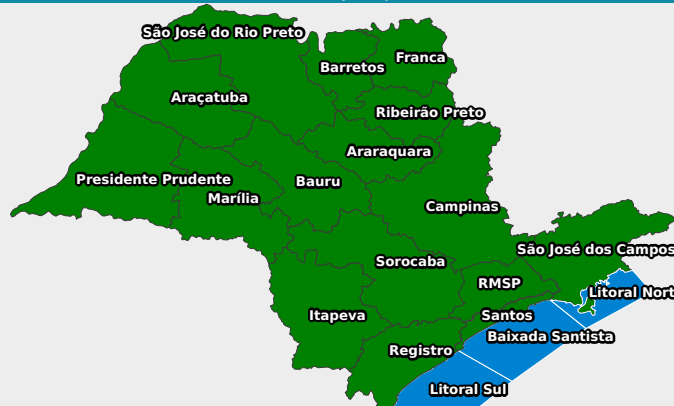 São José do Rio Preto
Franca
Barretos
Araçatuba
Ribeirão Preto
Araraquara
Presidente Prudente
Bauru
Marília
Campinas
São José dos Campos
Sorocaba
RMSP
Litoral Nort
Itapeva
Santos
Baixada Santista
Registro
Litoral Sul